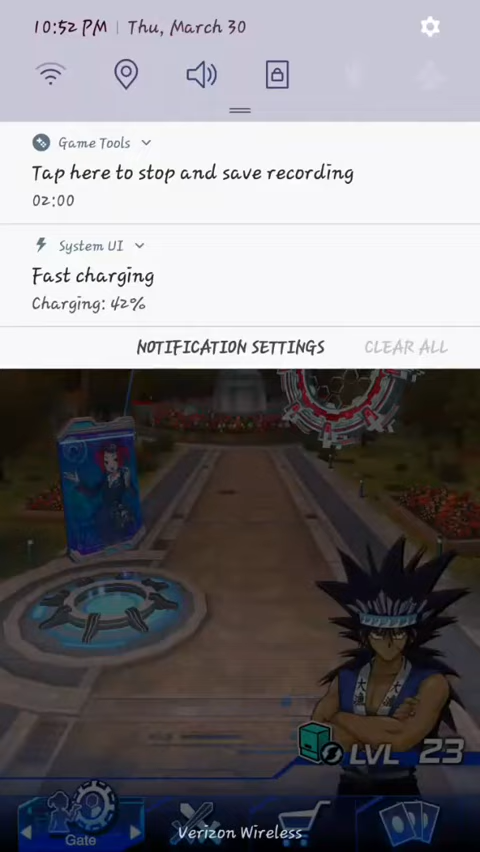 10:52 PM | Thu, March 30
Game Tools
Tap here to stop and save recording
02:00
System UI
Fast charging
Charging: 42%
NOTIFICATION SETTINGS CLEAR ALL
LVL 23
Gate
Verizon Wireless